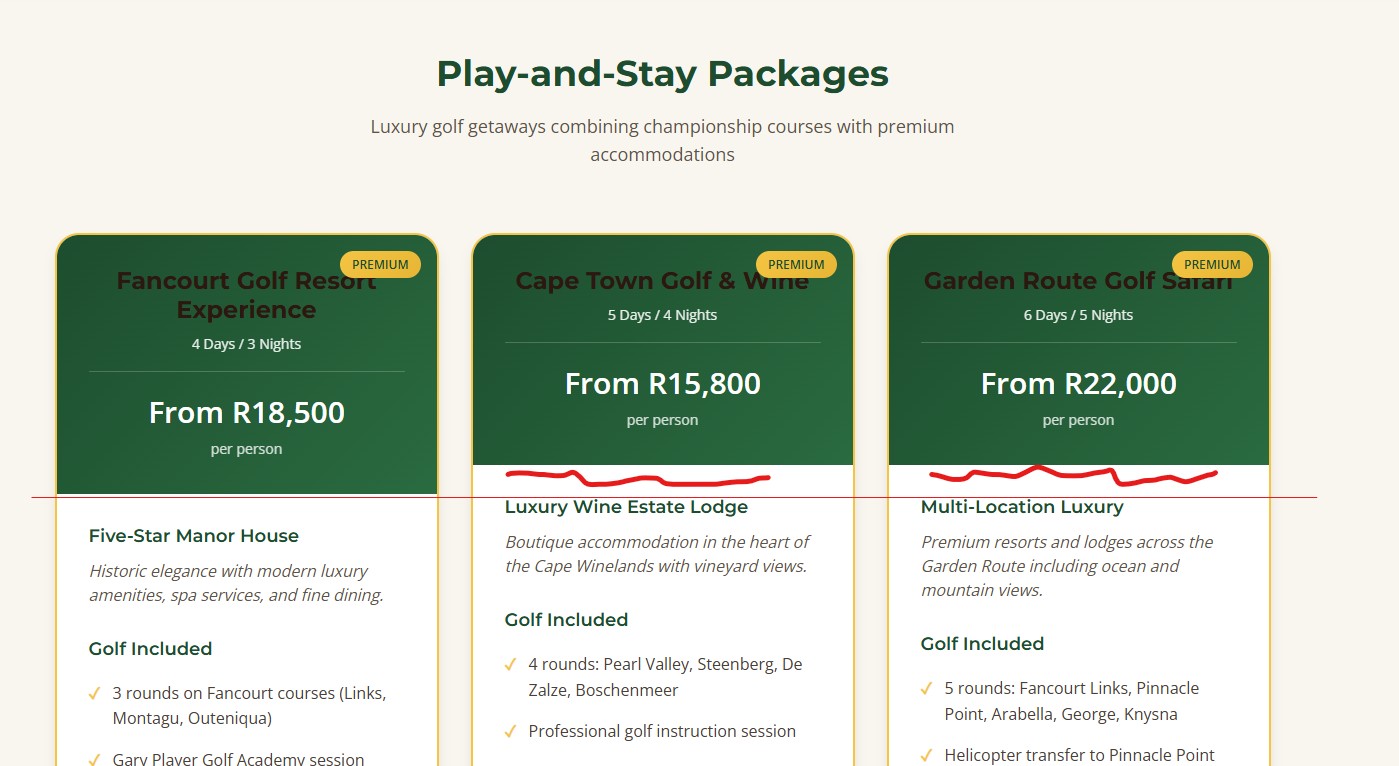 Play-and-Stay Packages
Luxury golf getaways combining championship courses with premium
accommodations
PREMIUM
Fancourt Golf Resort
Experience
4 Days / 3 Nights
From R18,500
per person
Five-Star Manor House
Historic elegance with modern luxury
amenities, spa services, and fine dining.
Golf Included
3 rounds on Fancourt courses (Links,
Montagu, Outeniqua)
Gary Player Golf Academy session
PREMIUM
Cape Town Golf & Wine
5 Days / 4 Nights
From R15,800
per person
Luxury Wine Estate Lodge
Boutique accommodation in the heart of
the Cape Winelands with vineyard views.
Golf Included
4 rounds: Pearl Valley, Steenberg, De
Zalze, Boschenmeer
Professional golf instruction session
PREMIUM
Garden Route Golf Safari
6 Days / 5 Nights
From R22,000
per person
Multi-Location Luxury
Premium resorts and lodges across the
Garden Route including ocean and
mountain views.
Golf Included
5 rounds: Fancourt Links, Pinnacle
Point, Arabella, George, Knysna
Helicopter transfer to Pinnacle Point